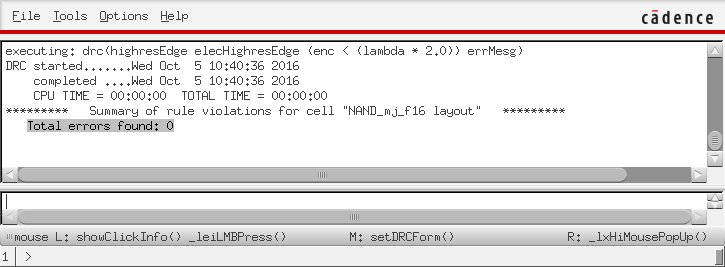 File Tools Options Help
cādence
executing: drc(highresEdge elecHighresEdge (enc < (lambda * 2.0)) errMesg)
DRC started.......Wed Oct  5 10:40:36 2016
    completed ....Wed Oct  5 10:40:36 2016
    CPU TIME = 00:00:00  TOTAL TIME = 00:00:00
*********   Summary of rule violations for cell "NAND_mj_f16 layout"   *********
   Total errors found: 0
mouse L: showClickInfo() _leiLMBPress() M: setDRCForm() R: _lxHiMousePopUp()
1 >